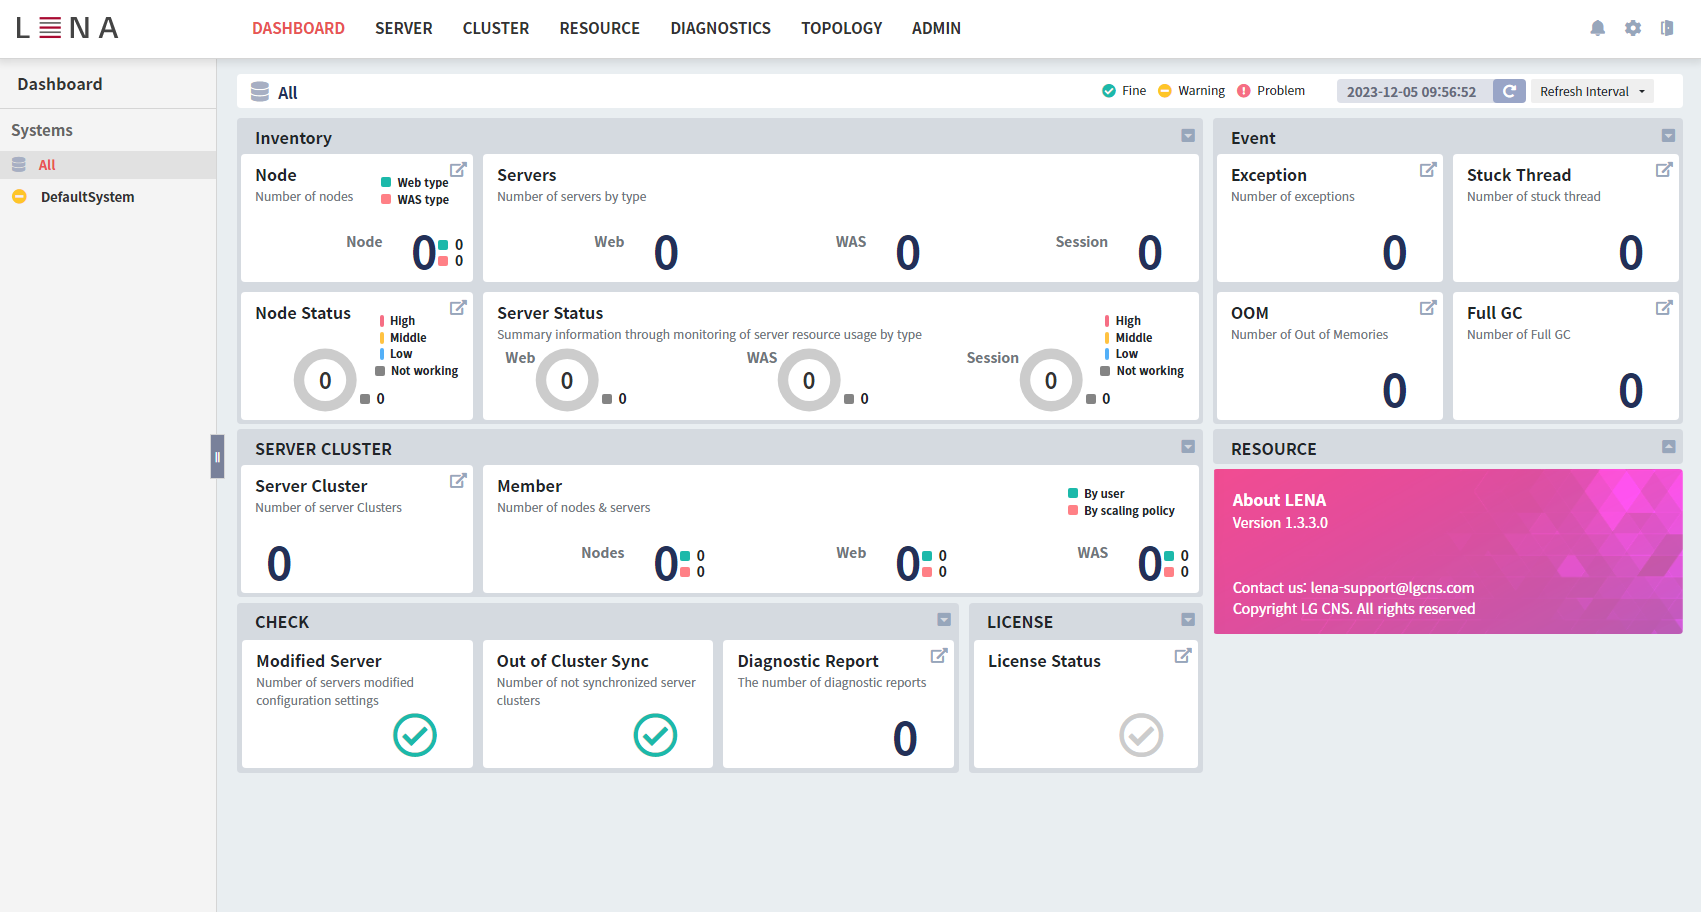 LENA
DASHBOARD SERVER CLUSTER RESOURCE DIAGNOSTICS TOPOLOGY ADMIN
Dashboard
Systems
All
DefaultSystem
All
Fine Warning Problem
2023-12-05 09:56:52
Refresh Interval
Inventory
Node
Number of nodes
Web type
WAS type
Node 0
0
0
Servers
Number of servers by type
Web 0 WAS 0 Session 0
Node Status
High
Middle
Low
Not working
0
0
Server Status
Summary information through monitoring of server resource usage by type
High
Middle
Low
Not working
Web 0 0
WAS 0 0
Session 0 0
Event
Exception
Number of exceptions
0
Stuck Thread
Number of stuck thread
0
OOM
Number of Out of Memories
0
Full GC
Number of Full GC
0
SERVER CLUSTER
Server Cluster
Number of server Clusters
0
Member
Number of nodes & servers
By user
By scaling policy
Nodes 0
0
0
Web 0
0
0
WAS 0
0
0
RESOURCE
About LENA
Version 1.3.3.0
Contact us: lena-support@lgcns.com
Copyright LG CNS. All rights reserved
CHECK
Modified Server
Number of servers modified
configuration settings
Out of Cluster Sync
Number of not synchronized server
clusters
Diagnostic Report
The number of diagnostic reports
0
LICENSE
License Status